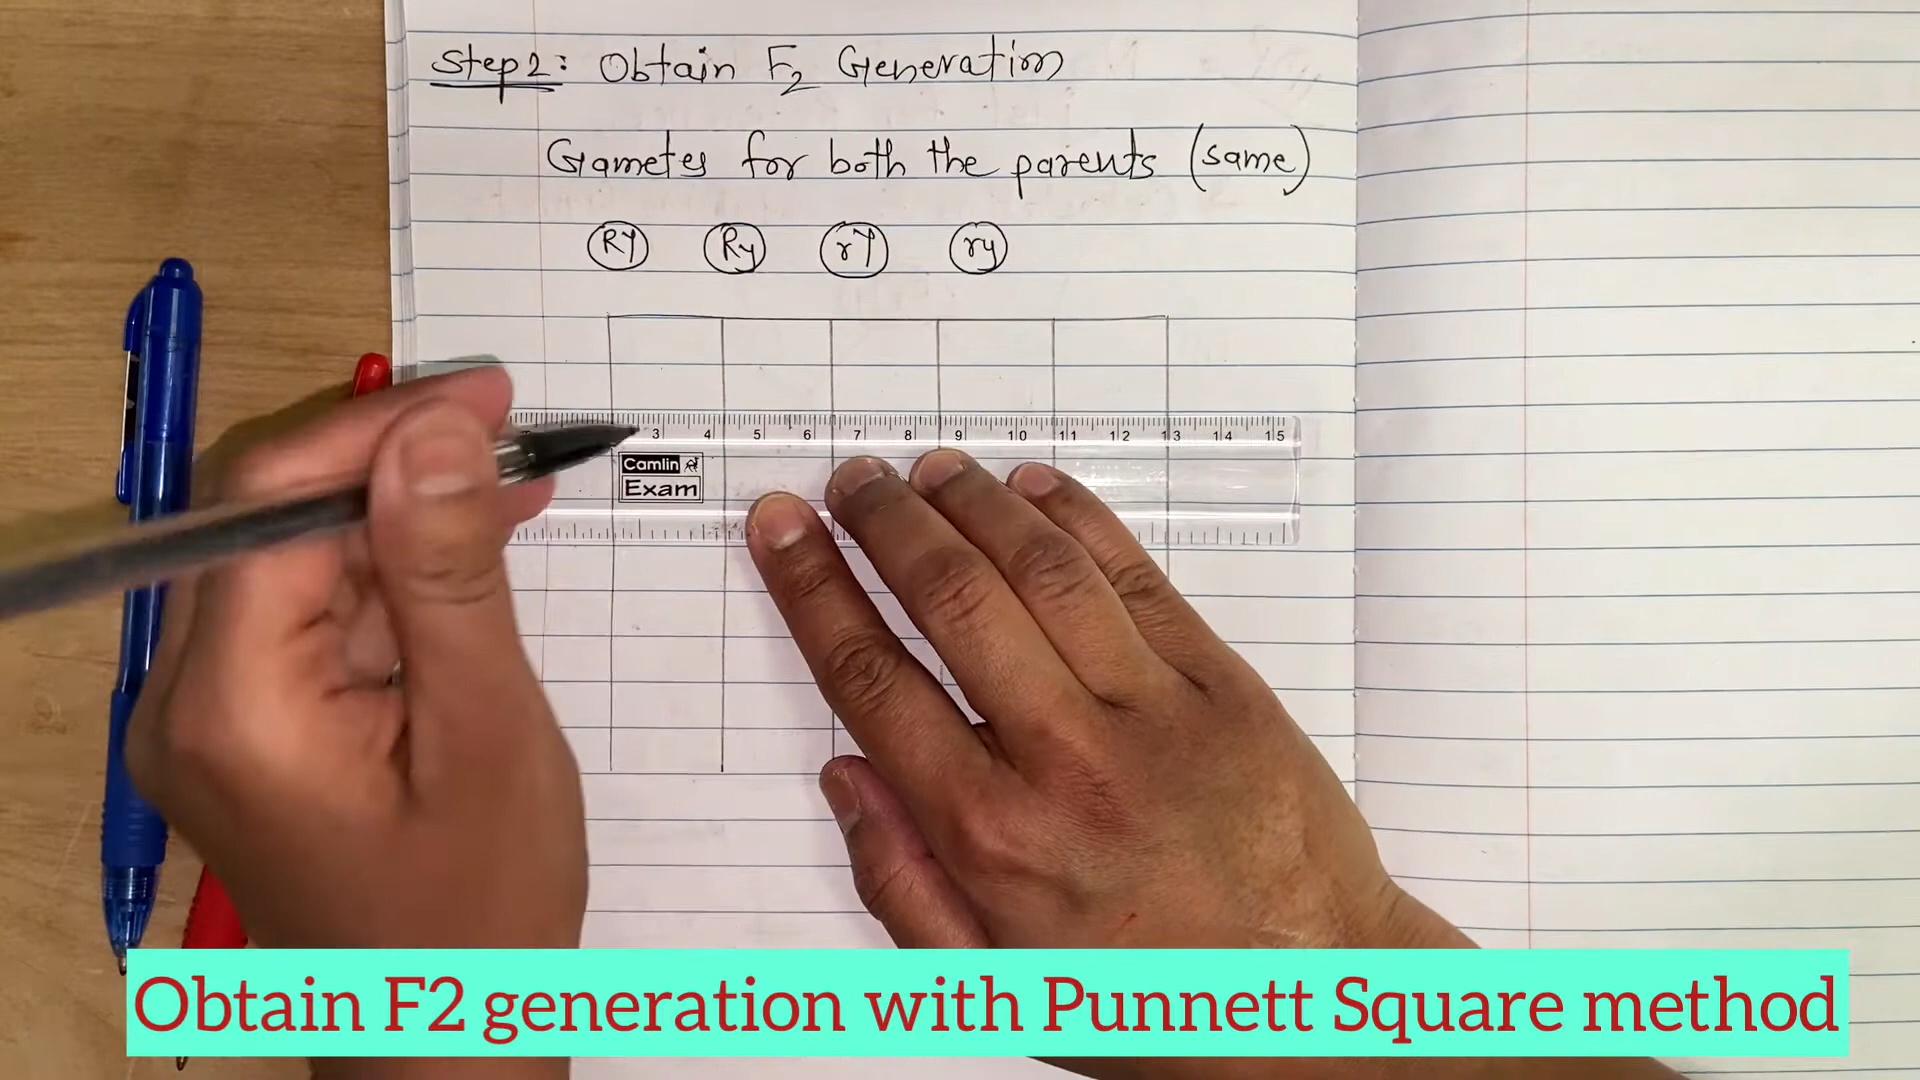 Step 2: Obtain F2 Generation
Gametes for both the parents (same)
RY Ry rY ry
3 4 5 6 7 8 9 10 11 12 13 14 15
Camlin
Exam
Obtain F2 generation with Punnett Square method